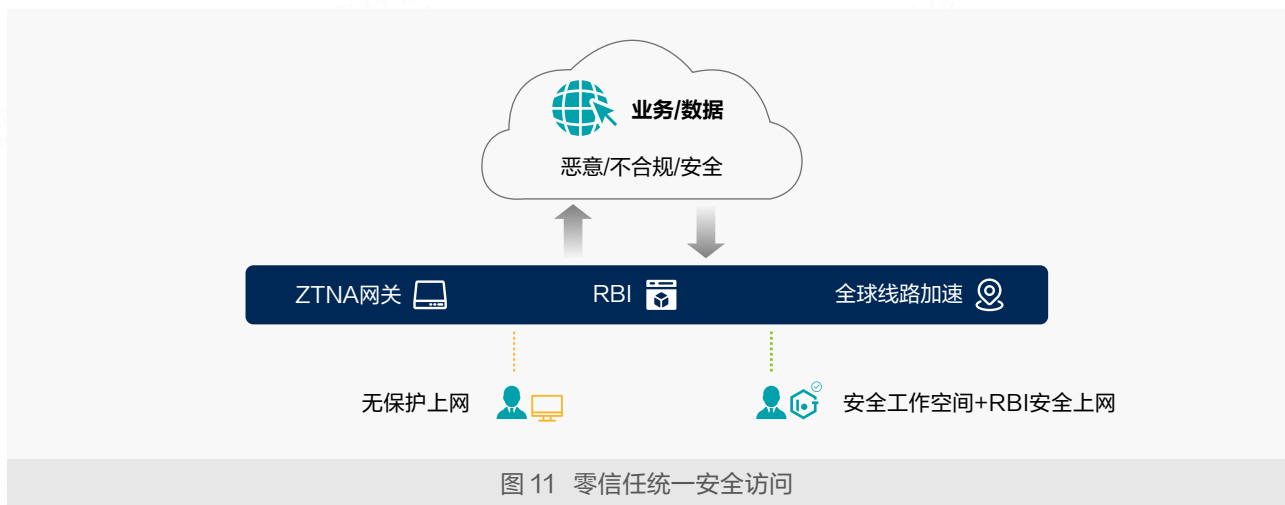 业务/数据
恶意/不合规/安全
ZTNA网关
RBI
全球线路加速
无保护上网
安全工作空间+RBI安全上网
图 11 零信任统一安全访问